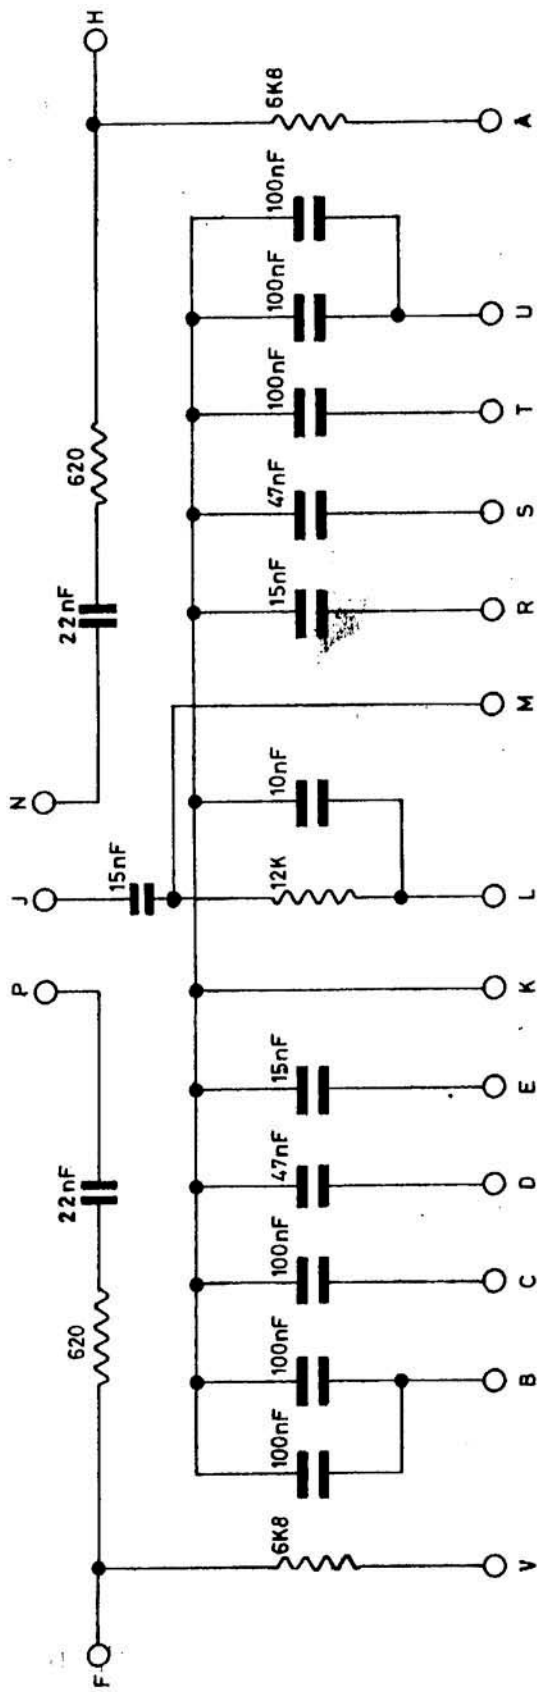 F
H
P
J
N
620
22nF
22nF
620
15nF
6K8
100nF
100nF
100nF
47nF
15nF
12K
10nF
15nF
47nF
100nF
100nF
100nF
6K8
V
B
C
D
E
K
L
M
R
S
T
U
A